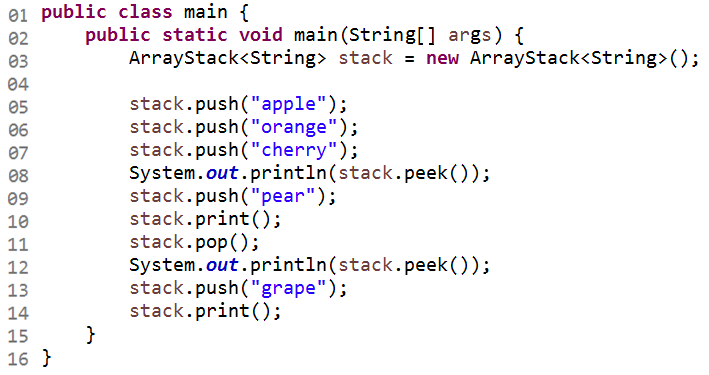 01 public class main {
02     public static void main(String[] args) {
03         ArrayStack<String> stack = new ArrayStack<String>();
04
05         stack.push("apple");
06         stack.push("orange");
07         stack.push("cherry");
08         System.out.println(stack.peek());
09         stack.push("pear");
10         stack.print();
11         stack.pop();
12         System.out.println(stack.peek());
13         stack.push("grape");
14         stack.print();
15     }
16 }